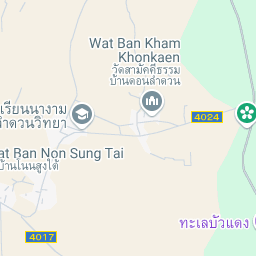 Wat Ban Kham
Khonkaen
วัดสามัคคีธรรม
บ้านดอนลำดวน
4024
เรียนนางาม
ลำดวนวิทยา
at Ban Non Sung Tai
บ้านโนนสูงใต้
ทะเลบัวแดง
4017